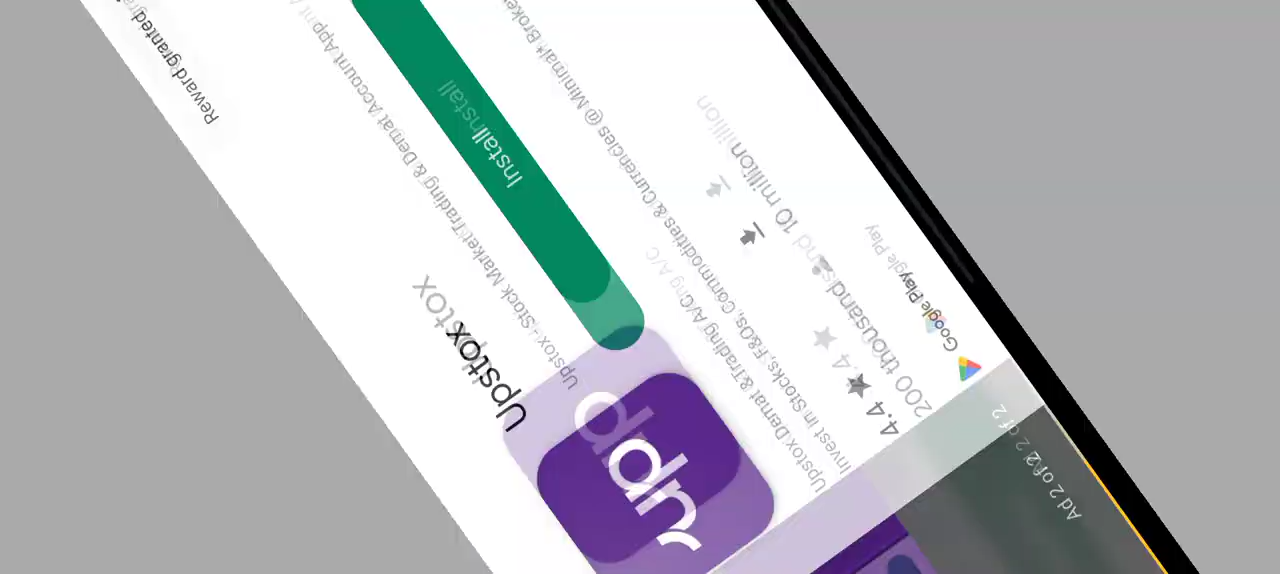 Ad 2 of 2
Google Play
4.4
200 thousand
10 million
Invest in Stocks, F&Os, Commodities & Currencies @ Minimal
Upstox Demat & Trading A/C
up
Install
Upstox - Stock Market Trading & Demat Account App
Upstox
Reward granted